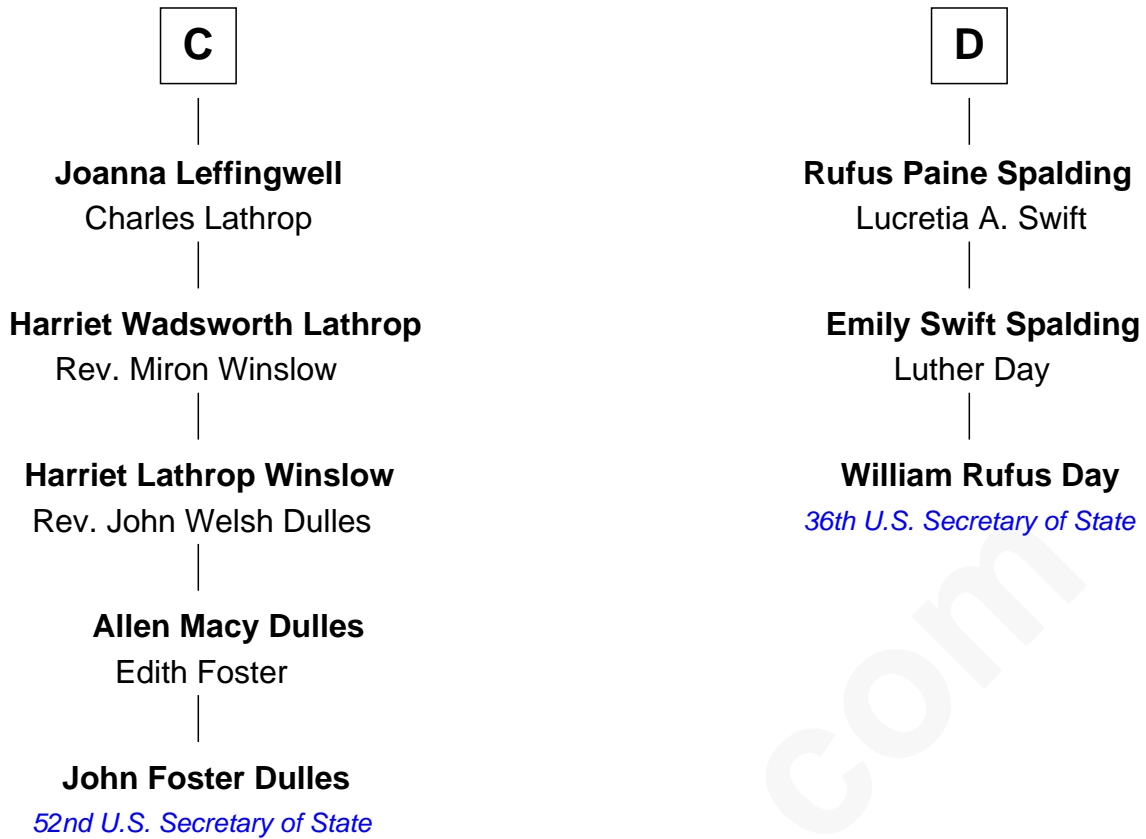 C
Joanna Leffingwell
Charles Lathrop
Harriet Wadsworth Lathrop
Rev. Miron Winslow
Harriet Lathrop Winslow
Rev. John Welsh Dulles
Allen Macy Dulles
Edith Foster
John Foster Dulles
52nd U.S. Secretary of State
D
Rufus Paine Spalding
Lucretia A. Swift
Emily Swift Spalding
Luther Day
William Rufus Day
36th U.S. Secretary of State
com